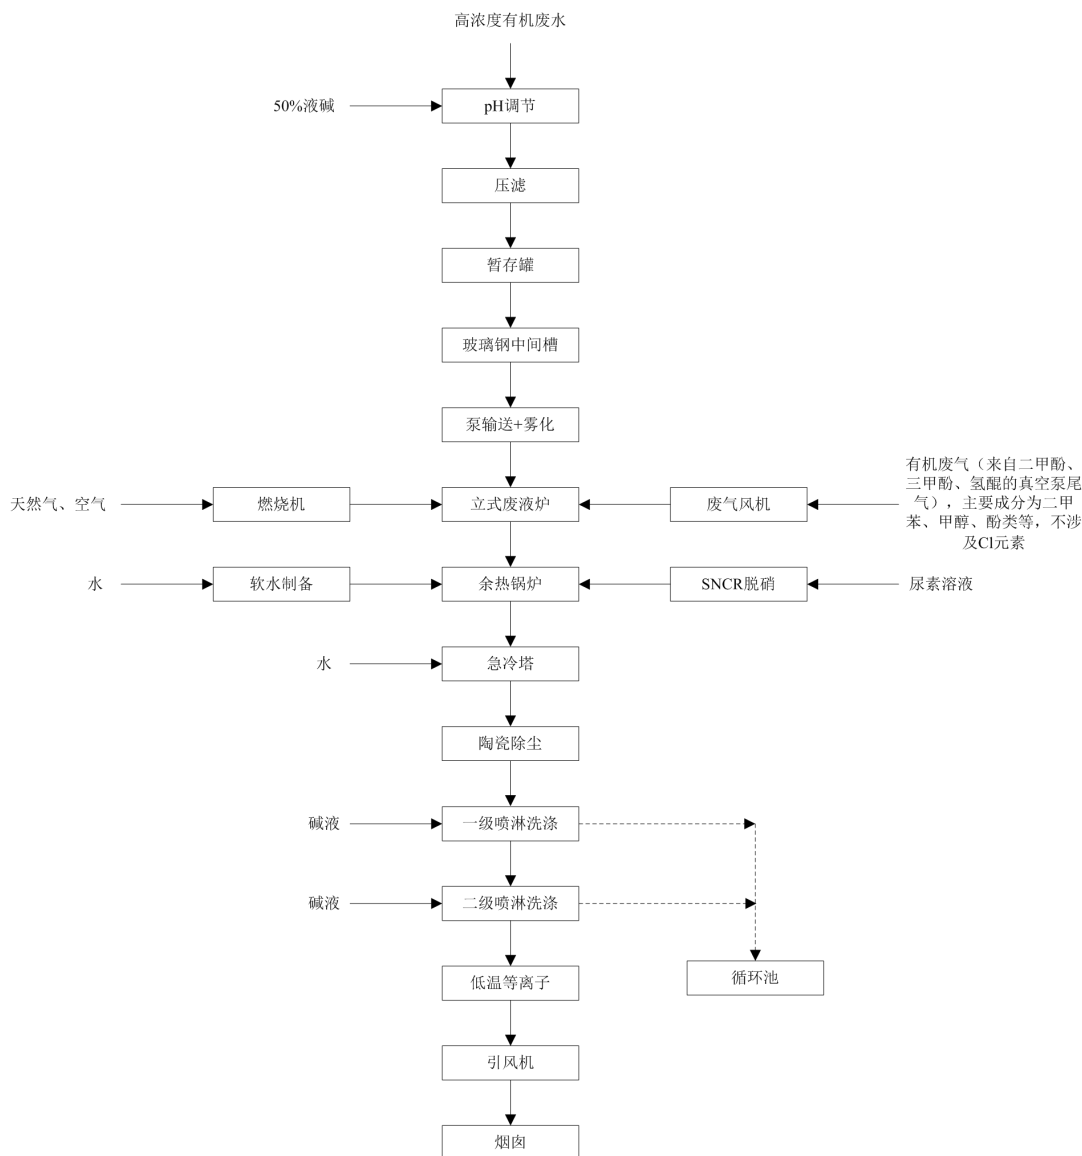 高浓度有机废水
50%液碱
pH调节
压滤
暂存罐
玻璃钢中间槽
泵输送+雾化
天然气、空气
燃烧机
立式废液炉
废气风机
有机废气（来自二甲酚、
三甲酚、氢醌的真空泵尾
气），主要成分为二甲
苯、甲醇、酚类等，不涉
及Cl元素
水
软水制备
余热锅炉
SNCR脱硝
尿素溶液
水
急冷塔
陶瓷除尘
碱液
一级喷淋洗涤
碱液
二级喷淋洗涤
低温等离子
循环池
引风机
烟囱